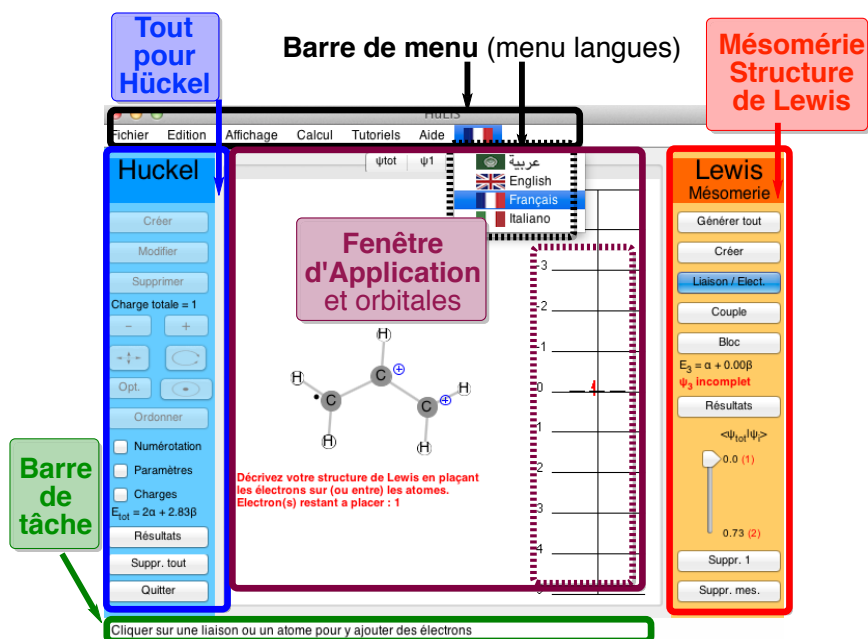 Tout
pour
Hückel
Barre de menu (menu langues)
Mésomérie
Structure
de Lewis
HuLiS
Fichier Edition Affichage Calcul Tutoriels Aide
Huckel
Créer
Modifier
Supprimer
Charge totale = 1
- +
Opt.
Ordonner
Numérotation
Paramètres
Charges
Etot = 2α + 2.83β
Résultats
Suppr. tout
Quitter
ψtot ψ1
عربية
English
Français
Italiano
Fenêtre
d'Application
et orbitales
H
C +
H C C + H
H H
Décrivez votre structure de Lewis en plaçant
les électrons sur (ou entre) les atomes.
Electron(s) restant a placer : 1
-3
-2
-1
0
1
2
3
4
5
Lewis
Mésomerie
Générer tout
Créer
Liaison / Elect.
Couple
Bloc
E3 = α + 0.00β
ψ3 incomplet
Résultats
<ψtot|ψi>
0.0 (1)
0.73 (2)
Suppr. 1
Suppr. mes.
Barre
de
tâche
Cliquer sur une liaison ou un atome pour y ajouter des électrons